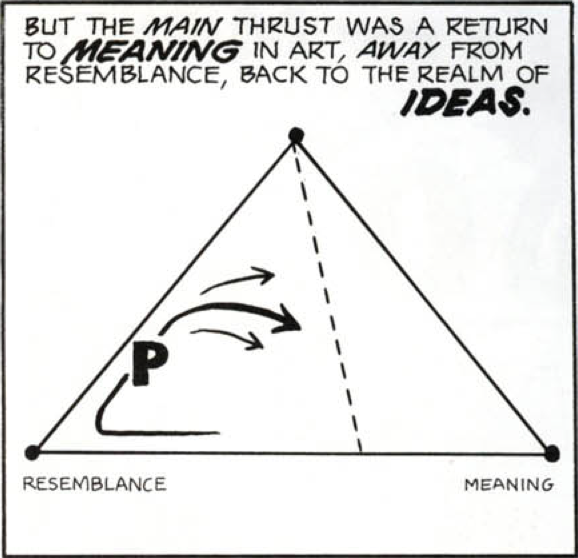 BUT THE MAIN THRUST WAS A RETURN
TO MEANING IN ART, AWAY FROM
RESEMBLANCE, BACK TO THE REALM OF
IDEAS.
P
RESEMBLANCE
MEANING